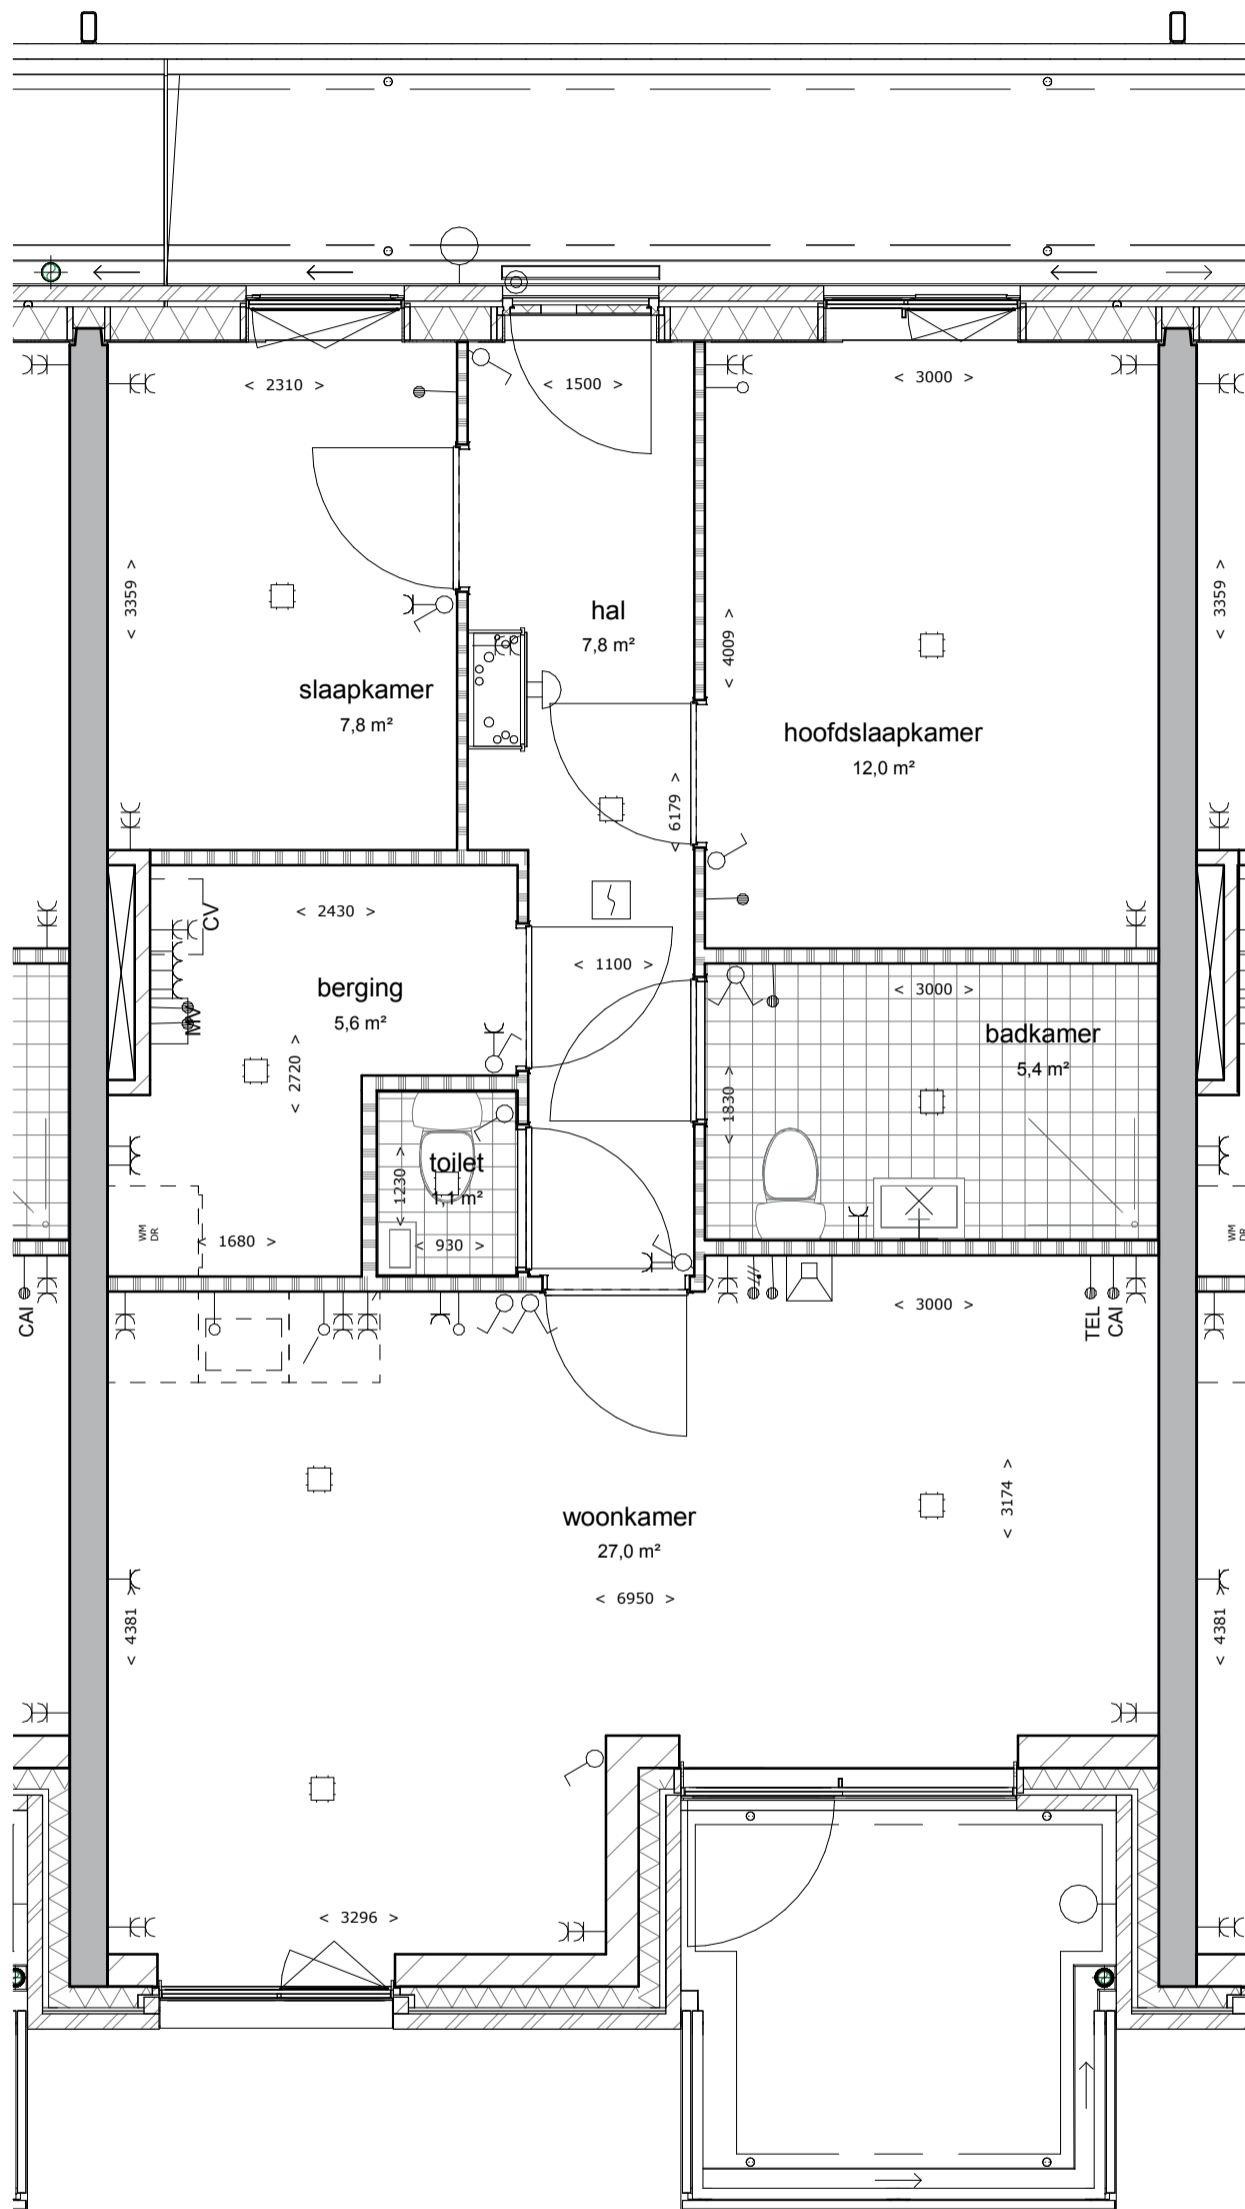 < 2310 >
< 1500 >
< 3000 >
< 3359 >
< 3359 >
hal
7,8 m²
< 4009 >
slaapkamer
7,8 m²
hoofdslaapkamer
12,0 m²
< 6179 >
< 2430 >
CV
< 1100 >
berging
5,6 m²
MV
< 3000 >
badkamer
5,4 m²
< 2720 >
< 1830 >
toilet
1,1 m²
< 1230 >
WM
DR
< 1680 >
< 930 >
WM
DR
CAI
< 3000 >
TEL
CAI
woonkamer
27,0 m²
< 3174 >
< 6950 >
< 4381 >
< 4381 >
< 3296 >